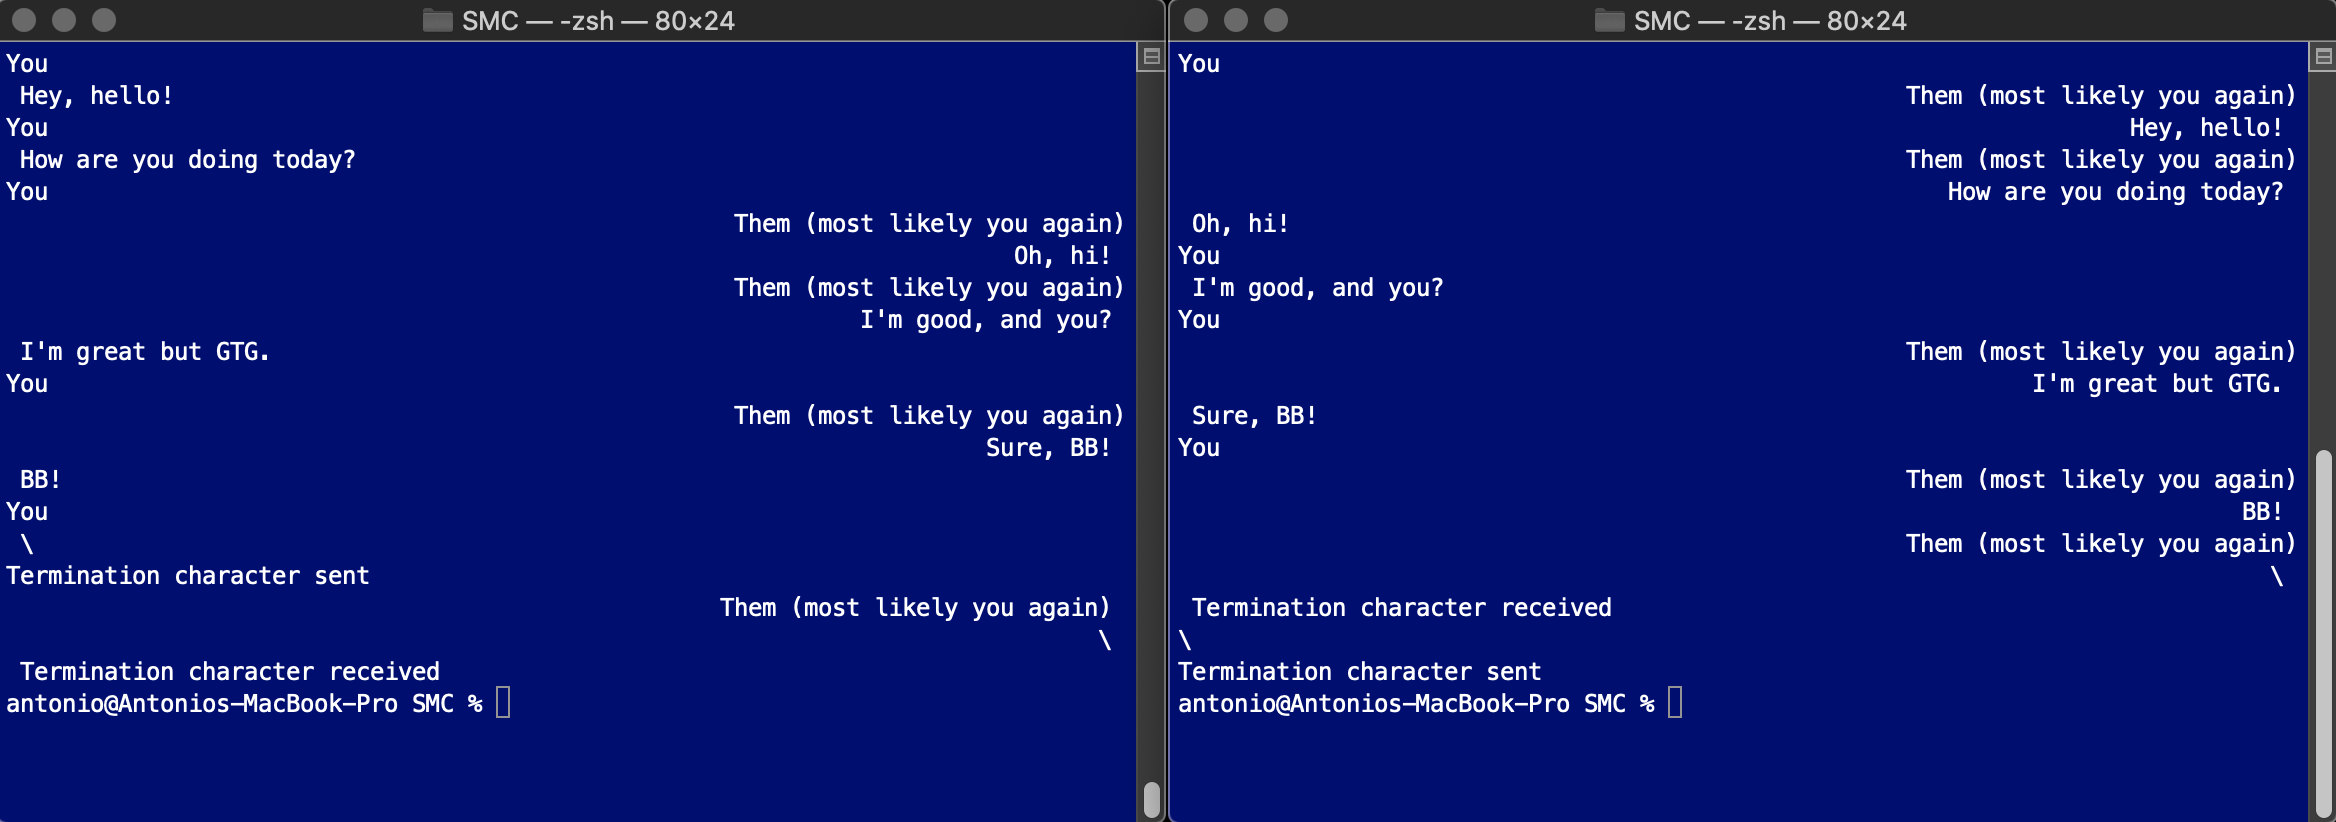 SMC — -zsh — 80×24
You
Hey, hello!
You
How are you doing today?
You
Them (most likely you again)
Oh, hi!
Them (most likely you again)
I'm good, and you?
I'm great but GTG.
You
Them (most likely you again)
Sure, BB!
BB!
You
\
Termination character sent
Them (most likely you again)
\
Termination character received
antonio@Antonios-MacBook-Pro SMC %
SMC — -zsh — 80×24
You
Them (most likely you again)
Hey, hello!
Them (most likely you again)
How are you doing today?
Oh, hi!
You
I'm good, and you?
You
Them (most likely you again)
I'm great but GTG.
Sure, BB!
You
Them (most likely you again)
BB!
Them (most likely you again)
\
Termination character received
\
Termination character sent
antonio@Antonios-MacBook-Pro SMC %